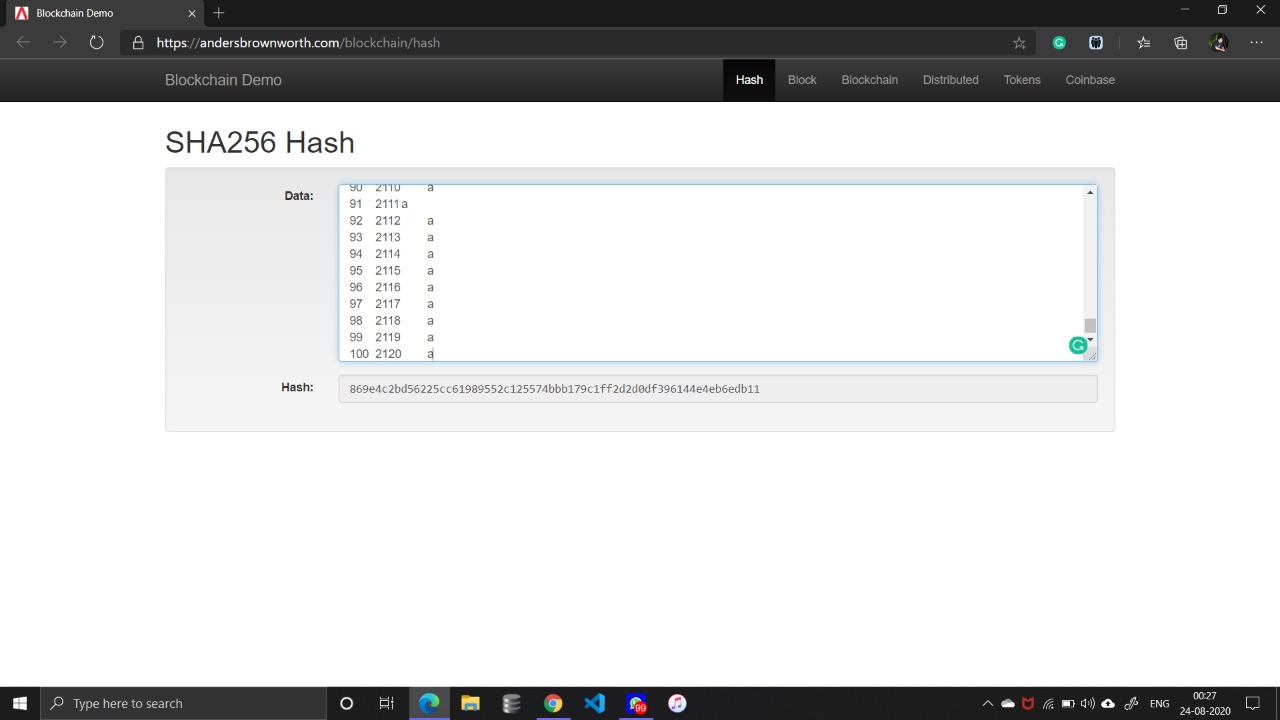 Blockchain Demo
https://andersbrownworth.com/blockchain/hash
Blockchain Demo Hash Block Blockchain Distributed Tokens Coinbase
SHA256 Hash
Data:
90 2110 a
91 2111 a
92 2112 a
93 2113 a
94 2114 a
95 2115 a
96 2116 a
97 2117 a
98 2118 a
99 2119 a
100 2120 a
Hash: 869e4c2bd56225cc61989552c125574bbb179c1ff2d2d0df396144e4eb6edb11
Type here to search
99
ENG
00:27
24-08-2020